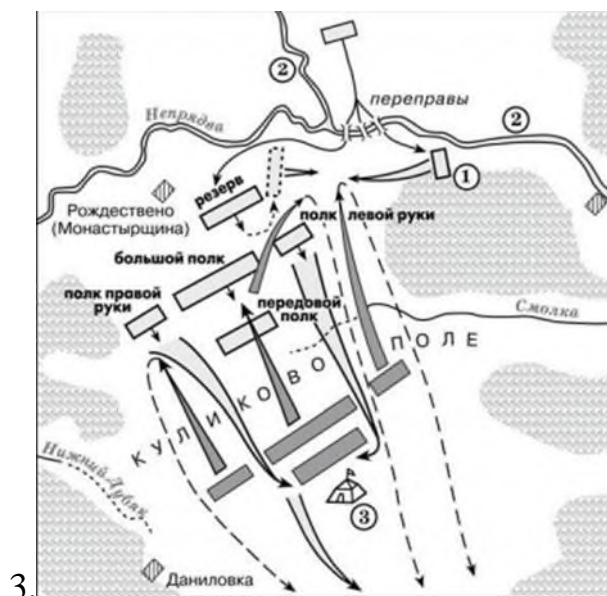 ②
переправы
②
Непрядва
①
Рождествено
(Монастырщина)
резерв
полк левой руки
большой полк
полк правой
руки
передовой
полк
Смолка
КУЛИКОВО ПОЛЕ
Нижний Дубяк
③
Даниловка
3.